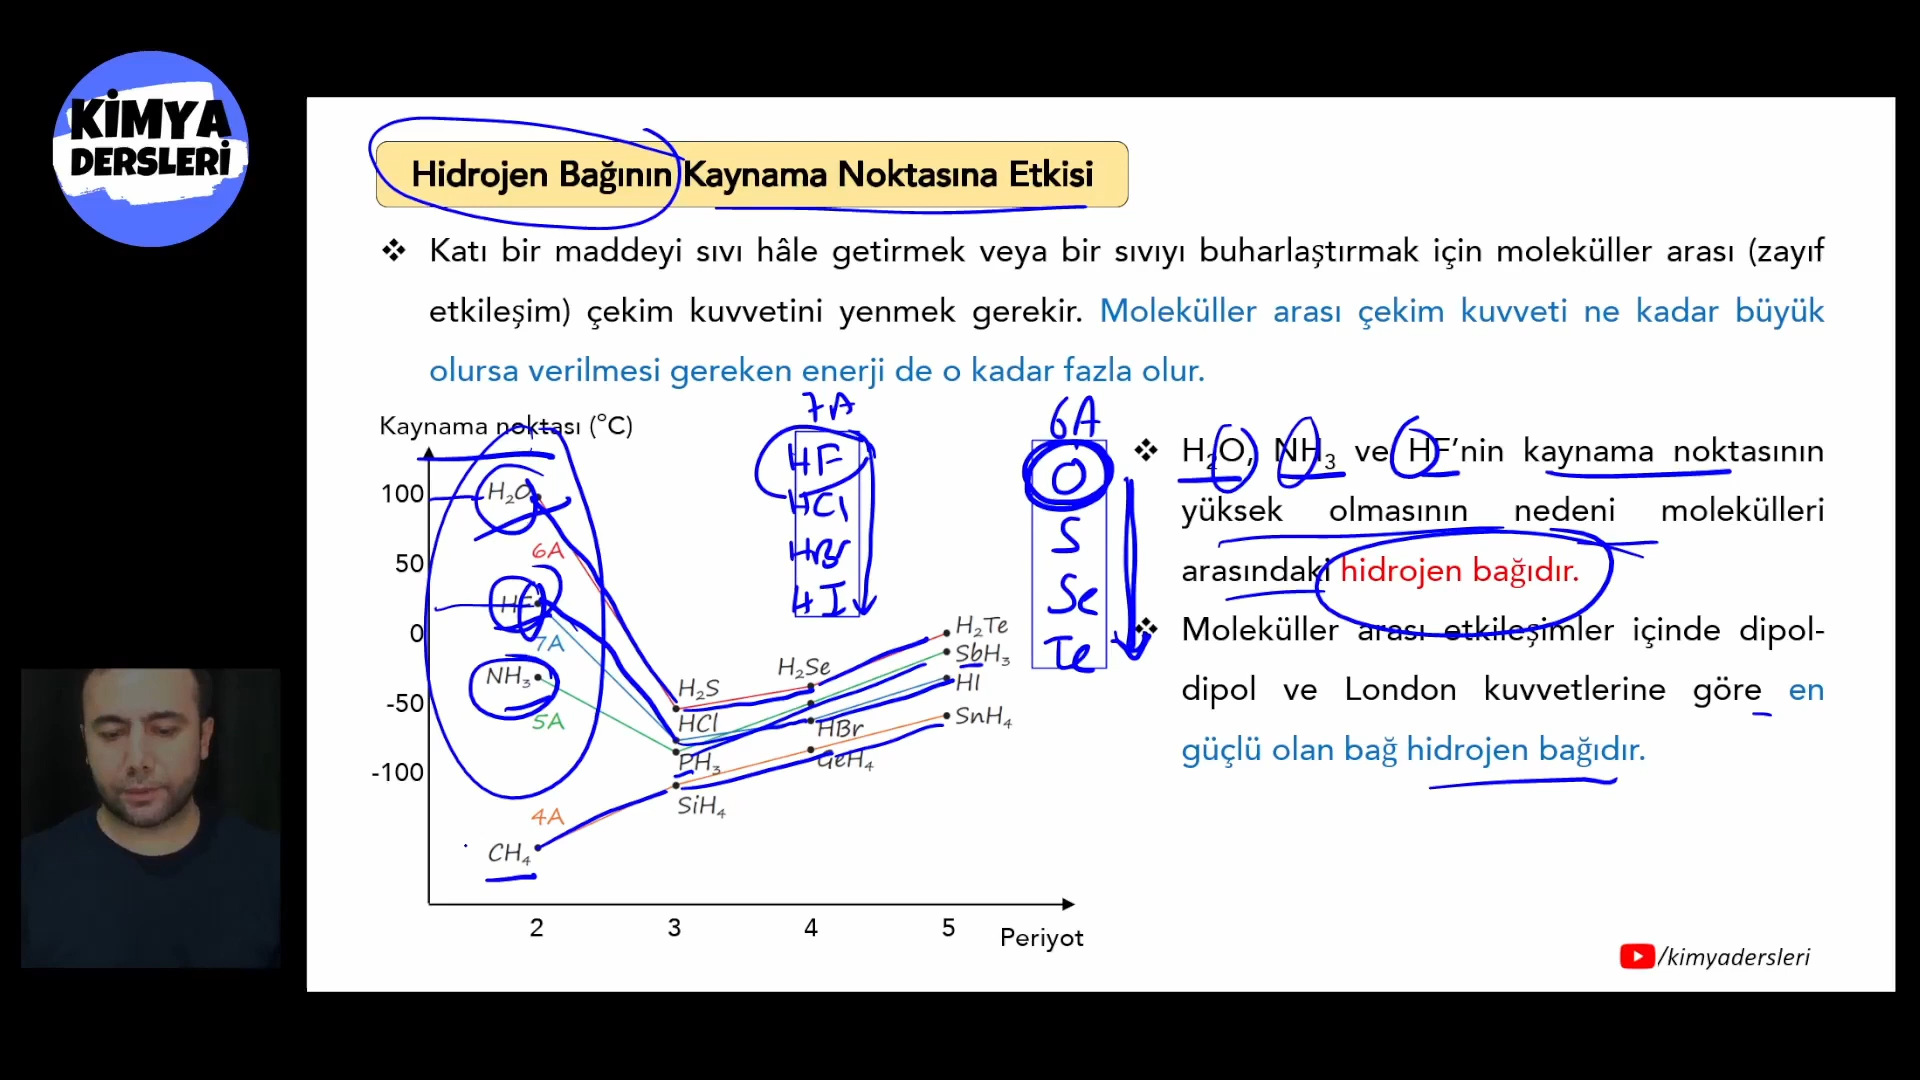 KİMYA
DERSLERİ
Hidrojen Bağının Kaynama Noktasına Etkisi
❖ Katı bir maddeyi sıvı hâle getirmek veya bir sıvıyı buharlaştırmak için moleküller arası (zayıf
etkileşim) çekim kuvvetini yenmek gerekir. Moleküller arası çekim kuvveti ne kadar büyük
olursa verilmesi gereken enerji de o kadar fazla olur.
Kaynama noktası (°C)
100
50
0
-50
-100
H₂O
6A
HF
7A
NH₃
5A
4A
CH₄
H₂S
HCl
PH₃
SiH₄
H₂Se
HBr
GeH₄
H₂Te
SbH₃
HI
SnH₄
2 3 4 5
Periyot
7A
HF
HCl
HBr
HI
6A
O
S
Se
Te
❖ H₂O, NH₃ ve HF’nin kaynama noktasının
yüksek olmasının nedeni molekülleri
arasındaki hidrojen bağıdır.
❖ Moleküller arası etkileşimler içinde dipol-
dipol ve London kuvvetlerine göre en
güçlü olan bağ hidrojen bağıdır.
/kimyadersleri